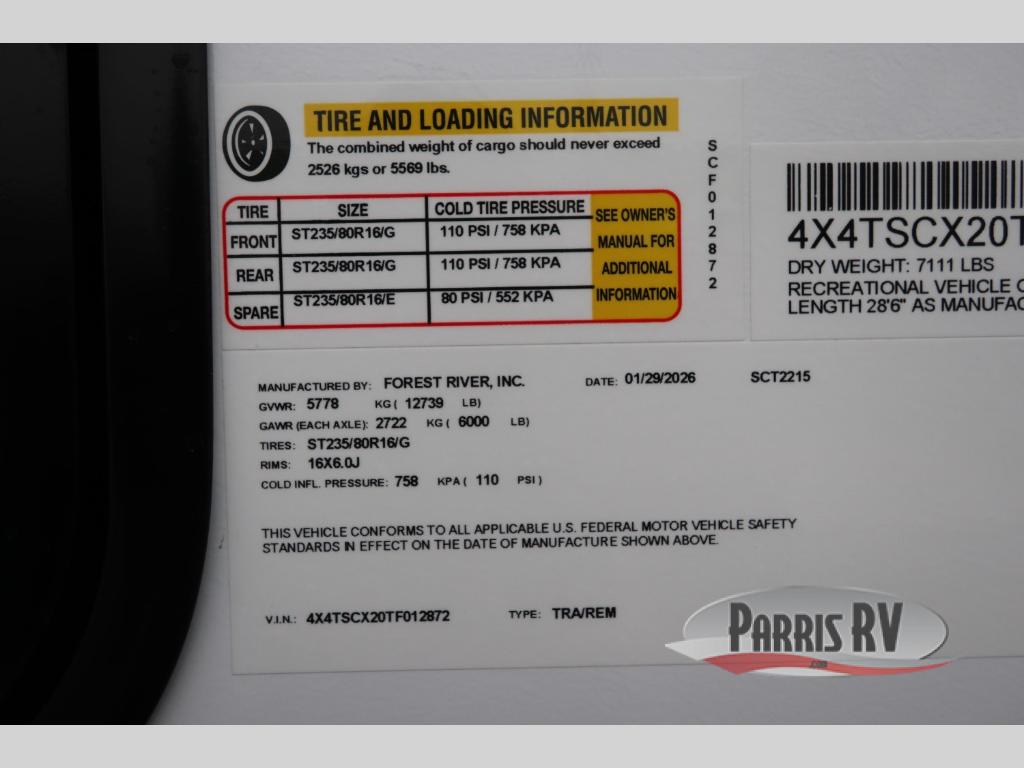 TIRE AND LOADING INFORMATION
The combined weight of cargo should never exceed
2526 kgs or 5569 lbs.
TIRE SIZE COLD TIRE PRESSURE
FRONT ST235/80R16/G 110 PSI / 758 KPA
REAR ST235/80R16/G 110 PSI / 758 KPA
SPARE ST235/80R16/E 80 PSI / 552 KPA
SEE OWNER'S
MANUAL FOR
ADDITIONAL
INFORMATION
SCF012872
4X4TSCX20T
DRY WEIGHT: 7111 LBS
RECREATIONAL VEHICLE
LENGTH 28'6" AS MANUFAC
MANUFACTURED BY: FOREST RIVER, INC. DATE: 01/29/2026 SCT2215
GVWR: 5778 KG ( 12739 LB)
GAWR (EACH AXLE): 2722 KG ( 6000 LB)
TIRES: ST235/80R16/G
RIMS: 16X6.0J
COLD INFL. PRESSURE: 758 KPA ( 110 PSI )
THIS VEHICLE CONFORMS TO ALL APPLICABLE U.S. FEDERAL MOTOR VEHICLE SAFETY
STANDARDS IN EFFECT ON THE DATE OF MANUFACTURE SHOWN ABOVE.
V.I.N.: 4X4TSCX20TF012872 TYPE: TRA/REM
PARRIS RV
.com